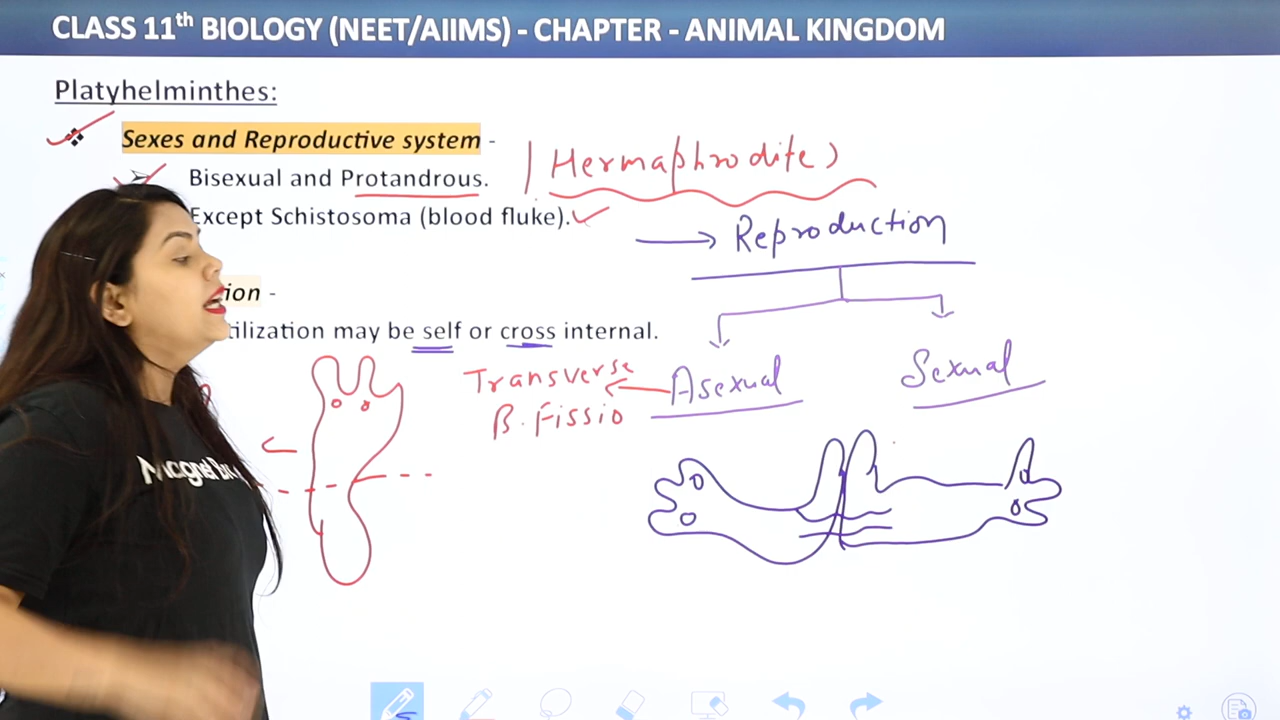 CLASS 11th BIOLOGY (NEET/AIIMS) - CHAPTER - ANIMAL KINGDOM
Platyhelminthes:
Sexes and Reproductive system -
Bisexual and Protandrous.
(Hermaphrodite)
Except Schistosoma (blood fluke).
Reproduction
ion -
tilization may be self or cross internal.
Asexual
Sexual
Transverse
B. Fissio